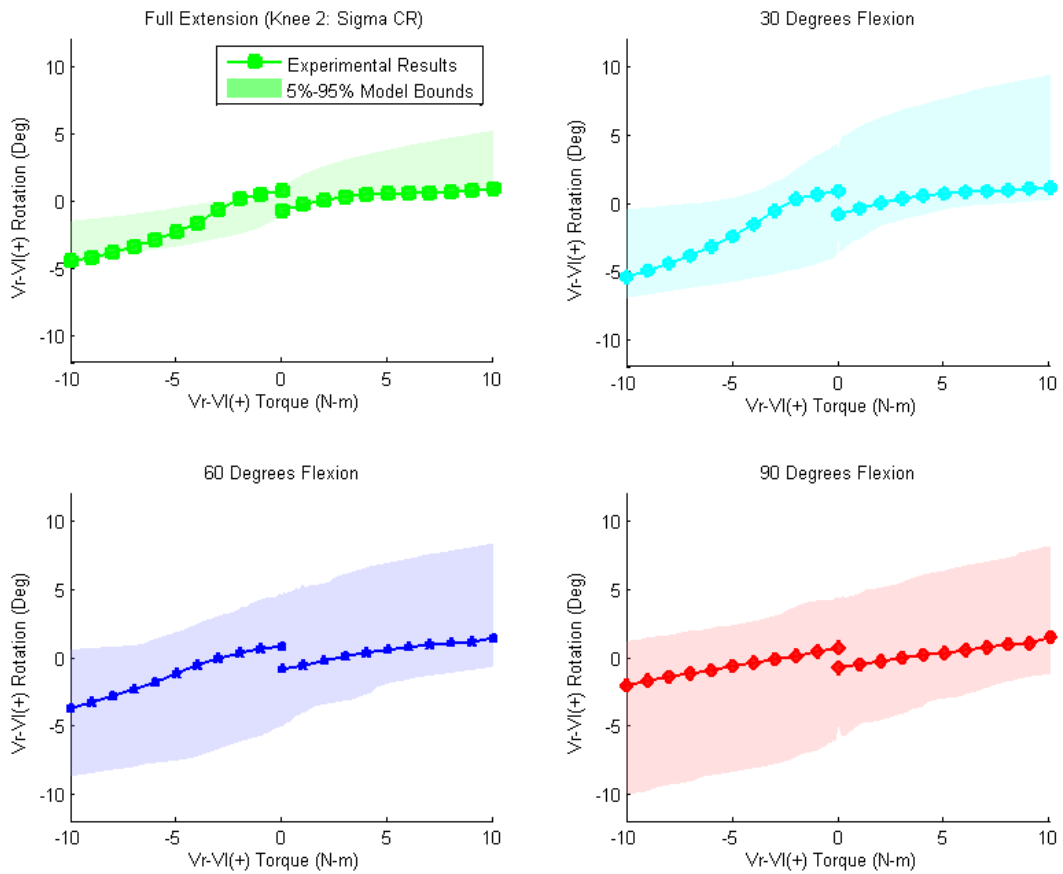 Full Extension (Knee 2: Sigma CR)
Experimental Results
5%-95% Model Bounds
Vr-Vl(+) Rotation (Deg)
10
5
0
-5
-10
-10
-5
0
5
10
Vr-Vl(+) Torque (N-m)
30 Degrees Flexion
Vr-Vl(+) Rotation (Deg)
10
5
0
-5
-10
-10
-5
0
5
10
Vr-Vl(+) Torque (N-m)
60 Degrees Flexion
Vr-Vl(+) Rotation (Deg)
10
5
0
-5
-10
-10
-5
0
5
10
Vr-Vl(+) Torque (N-m)
90 Degrees Flexion
Vr-Vl(+) Rotation (Deg)
10
5
0
-5
-10
-10
-5
0
5
10
Vr-Vl(+) Torque (N-m)